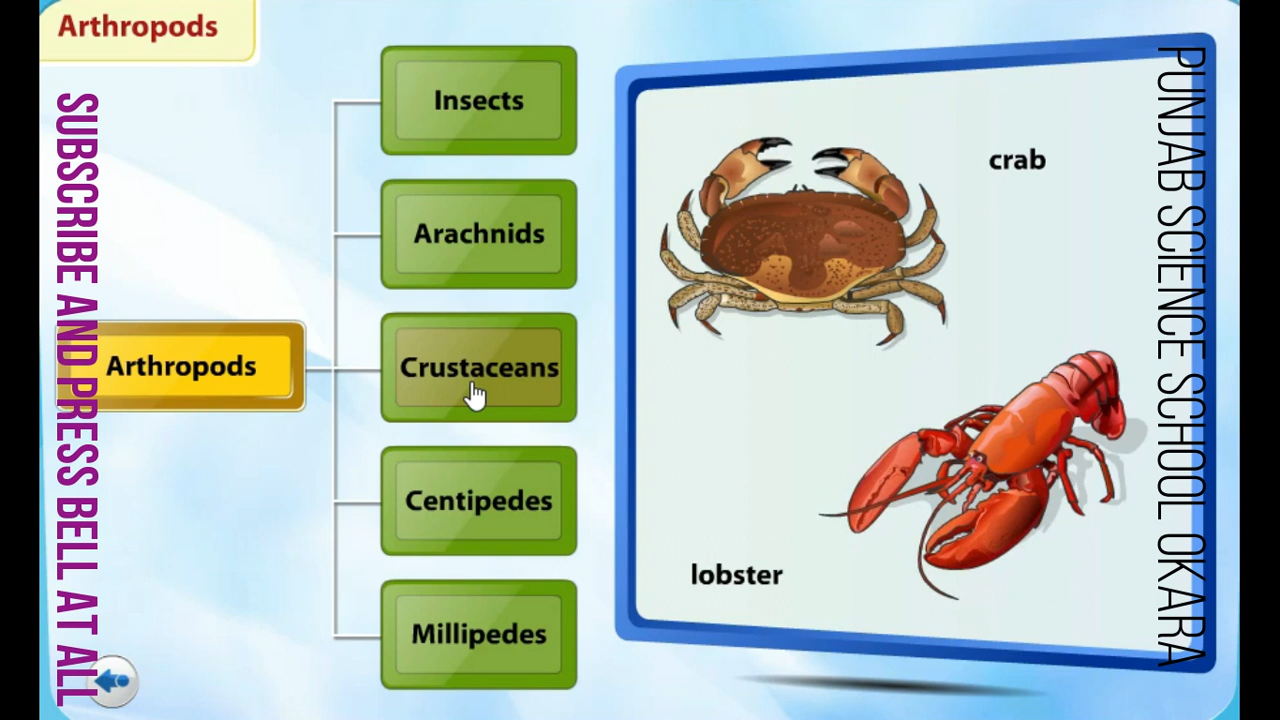 Arthropods
SUBSCRIBE AND PRESS BELL AT ALL
Arthropods
Insects
Arachnids
Crustaceans
Centipedes
Millipedes
crab
lobster
PUNJAB SCIENCE SCHOOL OKARA